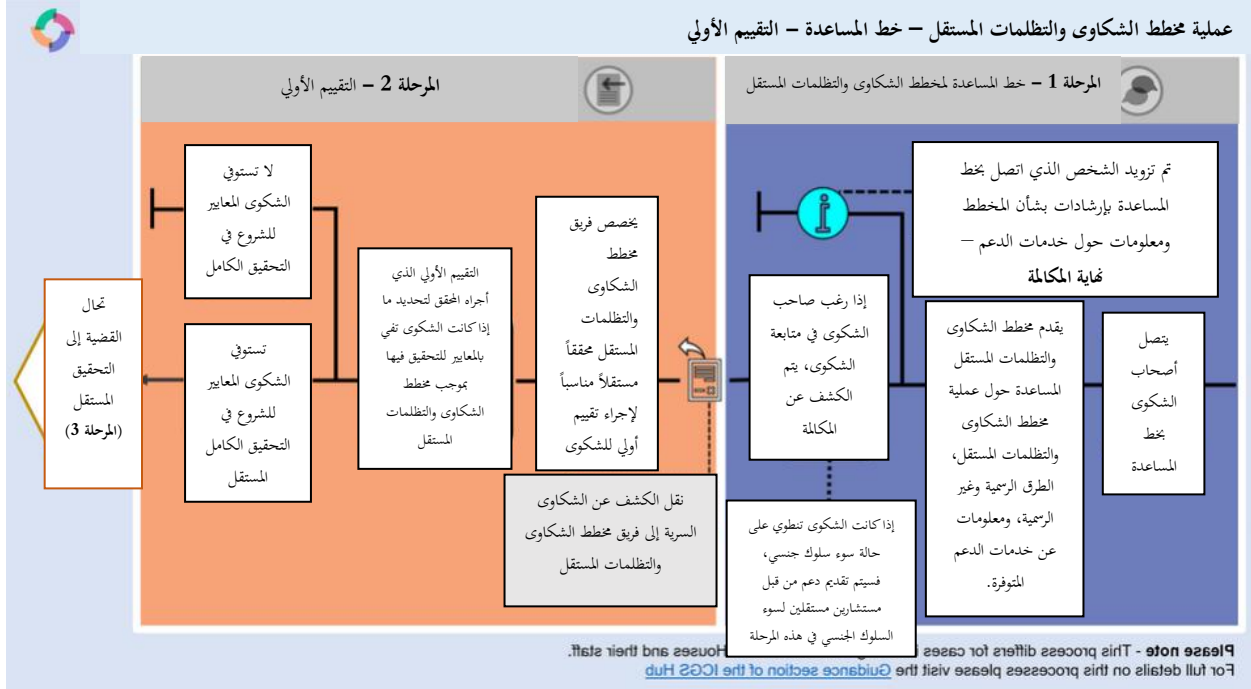 عملية مخطط الشكاوى والتظلمات المستقل – خط المساعدة – التقييم الأولي
المرحلة 1 – خط المساعدة لمخطط الشكاوى والتظلمات المستقل
يتصل
أصحاب
الشكوى
بخط
المساعدة
تم تزويد الشخص الذي اتصل بخط
المساعدة بإرشادات بشأن المخطط
ومعلومات حول خدمات الدعم –
نهاية المكالمة
يقدم مخطط الشكاوى
والتظلمات المستقل
المساعدة حول عملية
مخطط الشكاوى
والتظلمات المستقل،
الطرق الرسمية وغير
الرسمية، ومعلومات
عن خدمات الدعم
المتوفرة.
إذا رغب صاحب
الشكوى في متابعة
الشكوى، يتم
الكشف عن
المكالمة
إذا كانت الشكوى تنطوي على
حالة سوء سلوك جنسي،
فسيتم تقديم دعم من قبل
مستشارين مستقلين لسوء
السلوك الجنسي في هذه المرحلة
المرحلة 2 – التقييم الأولي
نقل الكشف عن الشكاوى
السرية إلى فريق مخطط الشكاوى
والتظلمات المستقل
يخصص فريق
مخطط
الشكاوى
والتظلمات
المستقل محققاً
مستقلاً مناسباً
لإجراء تقييم
أولي للشكوى
التقييم الأولي الذي
أجراه المحقق لتحديد ما
إذا كانت الشكوى تفي
بالمعايير للتحقيق فيها
بموجب مخطط
الشكاوى والتظلمات
المستقل
لا تستوفي
الشكوى المعايير
للشروع في
التحقيق الكامل
تستوفي
الشكوى المعايير
للشروع في
التحقيق الكامل
المستقل
تحال
القضية إلى
التحقيق
المستقل
(المرحلة 3)
Please note - This process differs for cases Houses and their staff.
For full details on this processes please visit the Guidance section of the ICGS Hub